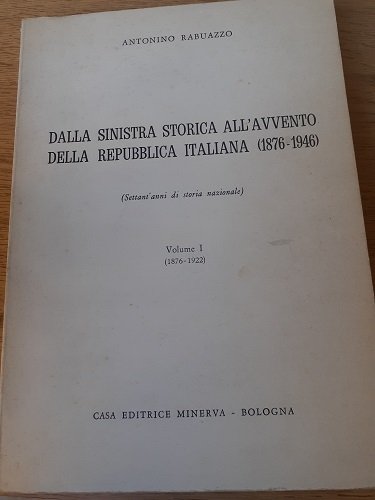 ANTONINO RABUAZZO
DALLA SINISTRA STORICA ALL'AVVENTO
DELLA REPUBBLICA ITALIANA (1876-1946)
(Settant'anni di storia nazionale)
Volume I
(1876-1922)
CASA EDITRICE MINERVA - BOLOGNA